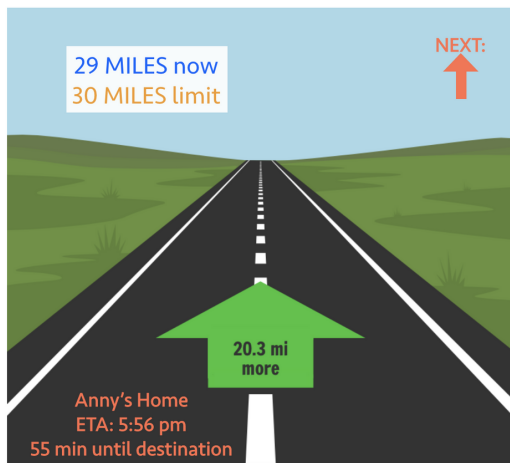 29 MILES now
30 MILES limit
NEXT:
20.3 mi
more
Anny's Home
ETA: 5:56 pm
55 min until destination